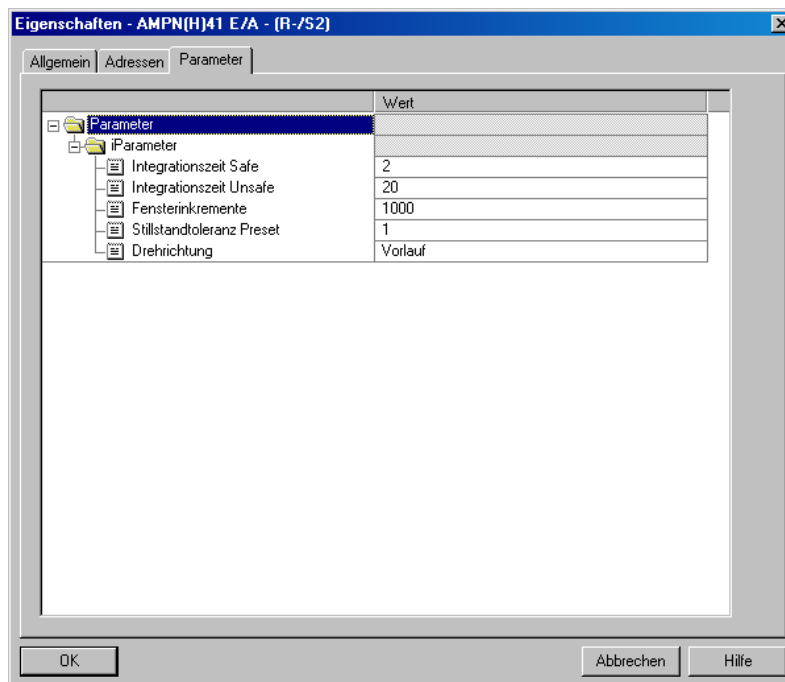 Eigenschaften - AMPN(H)41 E/A - (R-/S2)
Allgemein Adressen Parameter
Wert
Parameter
iParameter
Integrationszeit Safe 2
Integrationszeit Unsafe 20
Fensterinkremente 1000
Stillstandtoleranz Preset 1
Drehrichtung Vorlauf
OK Abbrechen Hilfe